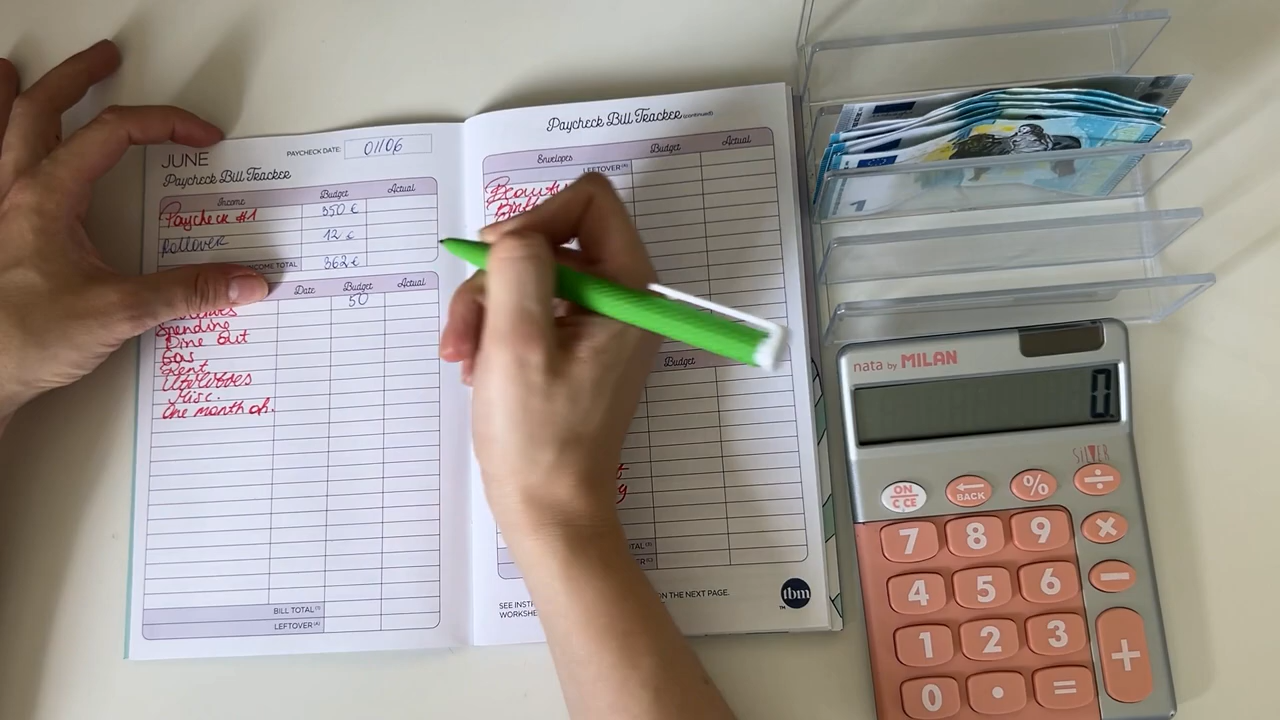 JUNE
PAYCHECK DATE: 01/06
Paycheck Bill Tracker
Income Budget Actual
Paycheck #1 350 €
Rollover 12 €
INCOME TOTAL 362 €
Date Budget Actual
50
Spending
Dine out
Gas
Rent
Misc.
One month
BILL TOTAL
LEFTOVER (A)
Paycheck Bill Tracker (continued)
Envelopes Budget Actual
LEFTOVER (A)
Budget
ON THE NEXT PAGE.
tbm
TM
nata by MILAN
0
SILVER
ON
C/CE
BACK
%
÷
7 8 9 ×
4 5 6 −
1 2 3 +
0 • =